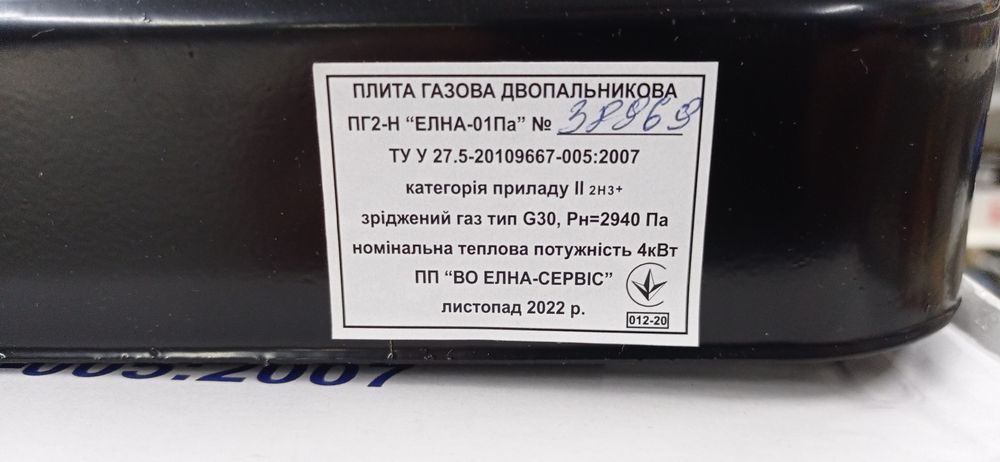 ПЛИТА ГАЗОВА ДВОПАЛЬНИКОВА
ПГ2-Н “ЕЛНА-01Па” № 38969
ТУ У 27.5-20109667-005:2007
категорія приладу II 2Н3+
зріджений газ тип G30, Рн=2940 Па
номінальна теплова потужність 4кВт
ПП “ВО ЕЛНА-СЕРВІС”
листопад 2022 р.
012-20
-005:2007